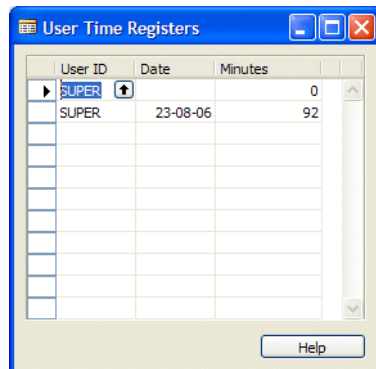 User Time Registers
User ID Date Minutes
SUPER 0
SUPER 23-08-06 92
Help